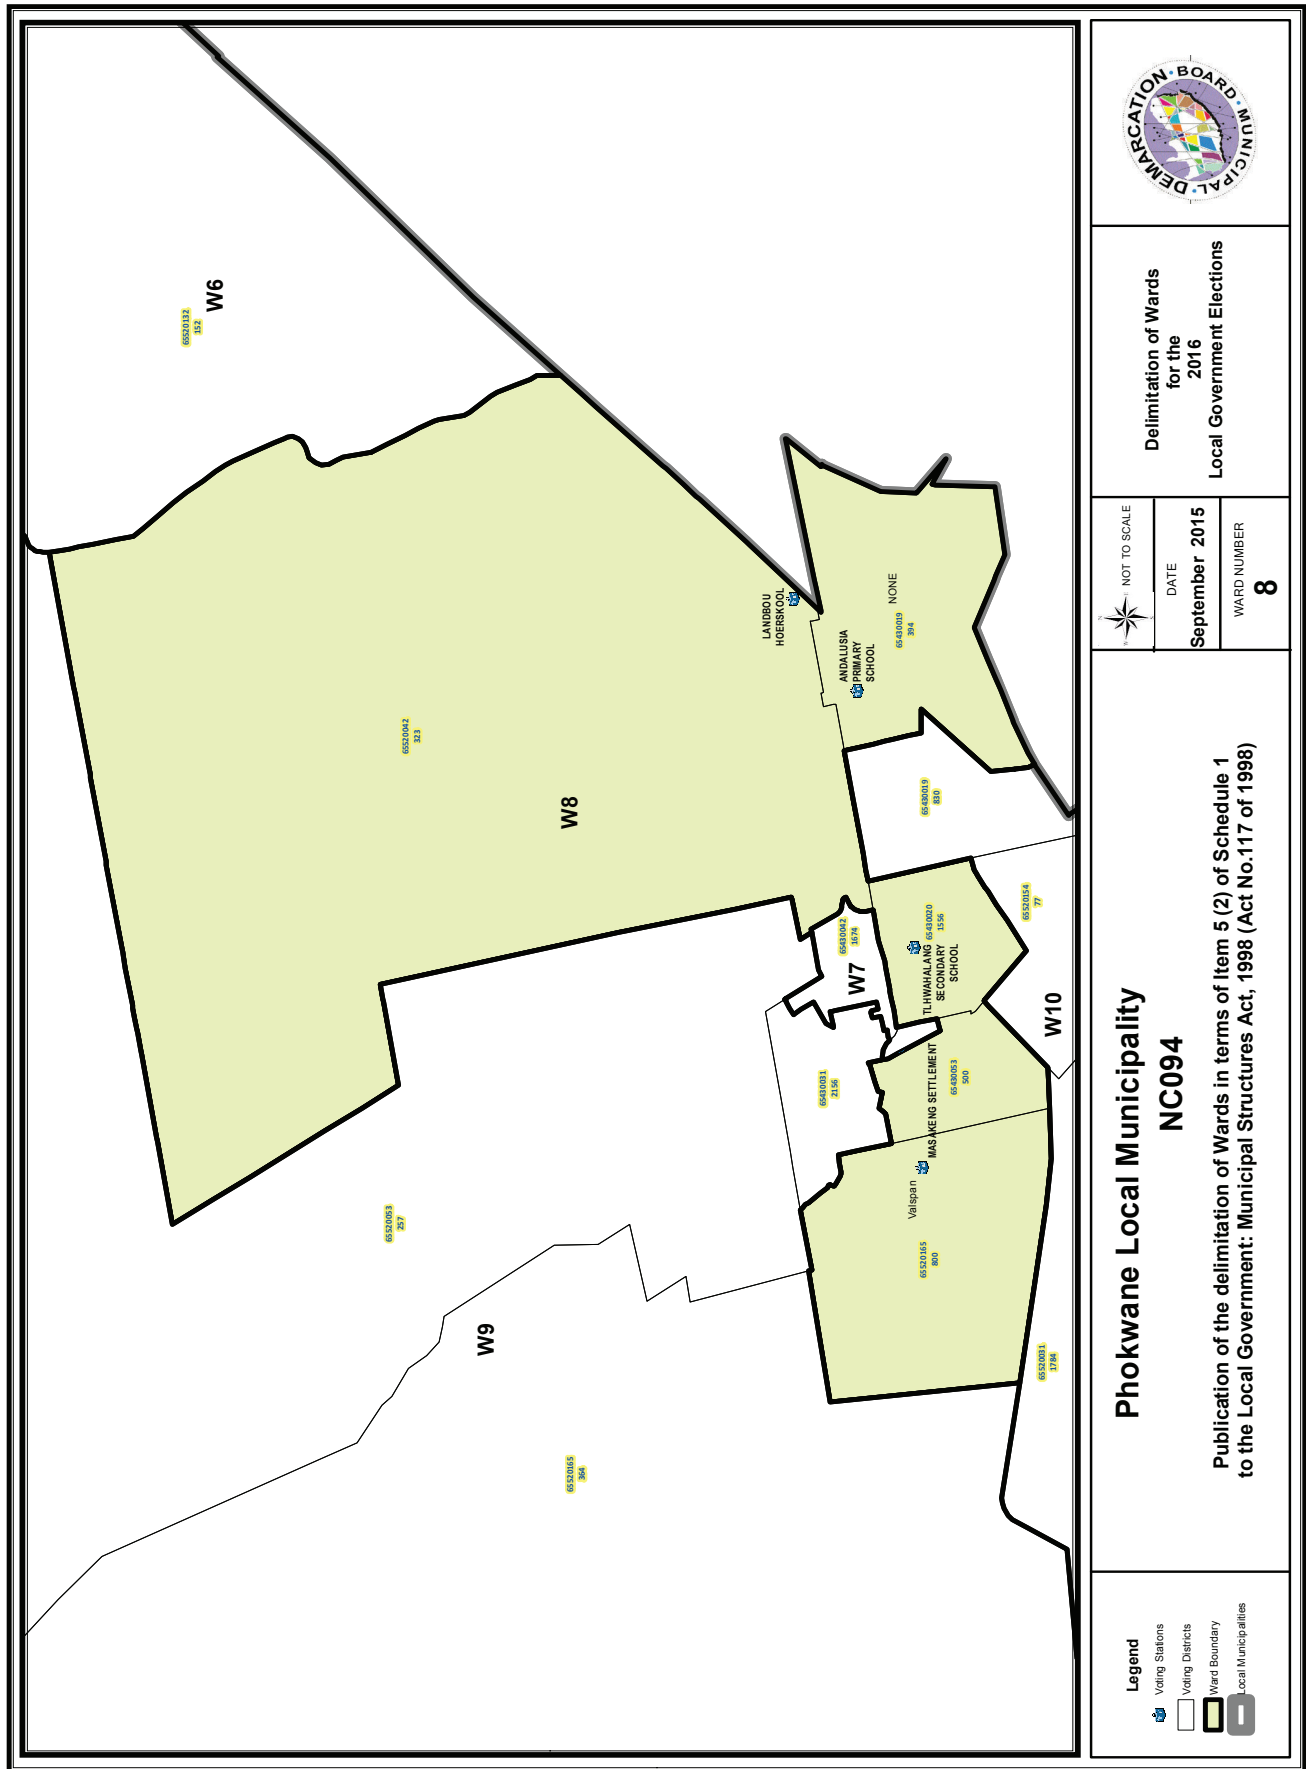 65520132
152
W6
65520042
323
W8
LANDBOU
HOERSKOOL
ANDALUSIA
PRIMARY
SCHOOL
NONE
65430019
394
65430019
830
65520154
77
65430020
1556
TLHWAHALANG
SECONDARY
SCHOOL
65430042
1674
W7
W10
65430031
2156
MASAKENG SETTLEMENT
65430053
500
Valspan
65520165
800
65520053
257
W9
65520165
364
65520031
1784
Legend
Voting Stations
Voting Districts
Ward Boundary
Local Municipalities
Phokwane Local Municipality
NC094
Publication of the delimitation of Wards in terms of Item 5 (2) of Schedule 1
to the Local Government: Municipal Structures Act, 1998 (Act No.117 of 1998)
NOT TO SCALE
DATE
September 2015
WARD NUMBER
8
Delimitation of Wards
for the
2016
Local Government Elections
MUNICIPAL · DEMARCATION · BOARD ·